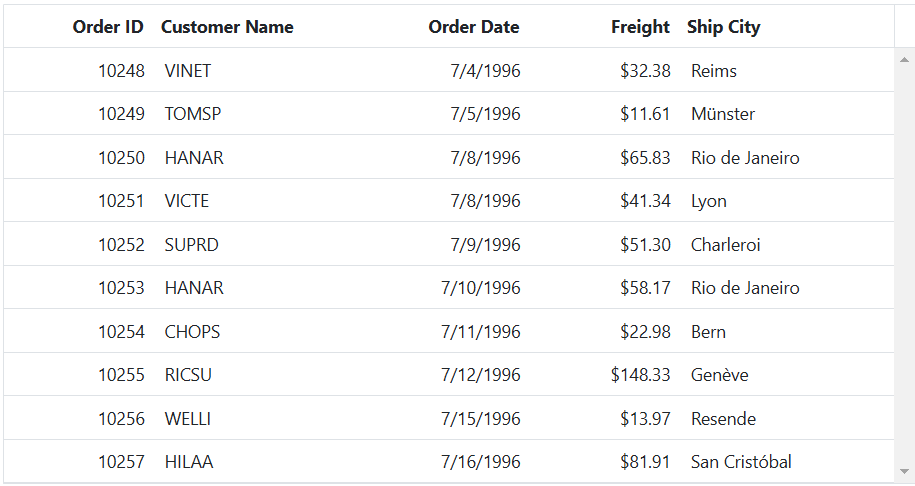 Order ID Customer Name Order Date Freight Ship City
10248 VINET 7/4/1996 $32.38 Reims
10249 TOMSP 7/5/1996 $11.61 Münster
10250 HANAR 7/8/1996 $65.83 Rio de Janeiro
10251 VICTE 7/8/1996 $41.34 Lyon
10252 SUPRD 7/9/1996 $51.30 Charleroi
10253 HANAR 7/10/1996 $58.17 Rio de Janeiro
10254 CHOPS 7/11/1996 $22.98 Bern
10255 RICSU 7/12/1996 $148.33 Genève
10256 WELLI 7/15/1996 $13.97 Resende
10257 HILAA 7/16/1996 $81.91 San Cristóbal